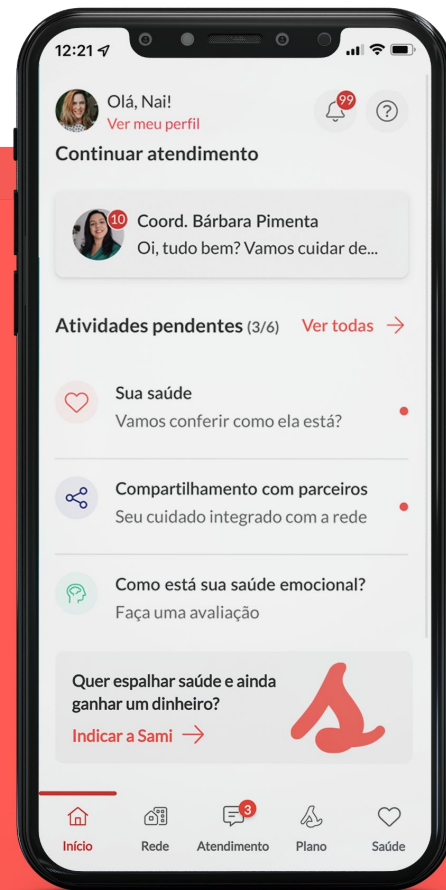 12:21
Olá, Nai!
99
Ver meu perfil
Continuar atendimento
10
Coord. Bárbara Pimenta
Oi, tudo bem? Vamos cuidar de...
Atividades pendentes (3/6) Ver todas
Sua saúde
Vamos conferir como ela está?
Compartilhamento com parceiros
Seu cuidado integrado com a rede
Como está sua saúde emocional?
Faça uma avaliação
Quer espalhar saúde e ainda
ganhar um dinheiro?
Indicar a Sami
3
Início Rede Atendimento Plano Saúde